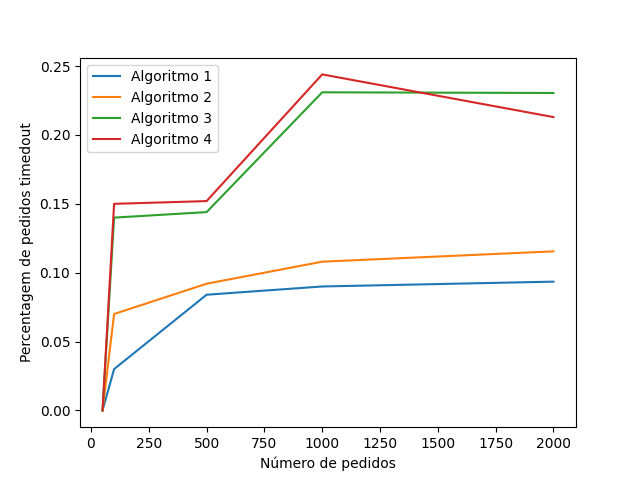 0.25
0.20
0.15
0.10
0.05
0.00
Percentagem de pedidos timedout
Algoritmo 1
Algoritmo 2
Algoritmo 3
Algoritmo 4
0 250 500 750 1000 1250 1500 1750 2000
Número de pedidos